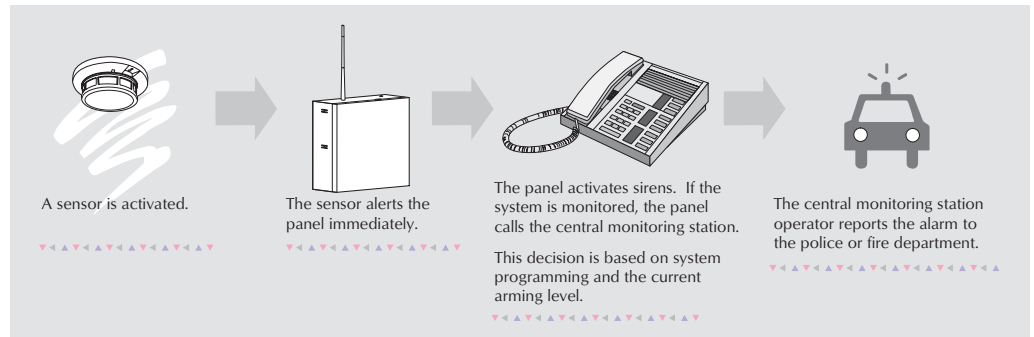 A sensor is activated.
The sensor alerts the
panel immediately.
The panel activates sirens.  If the
system is monitored, the panel
calls the central monitoring station.
This decision is based on system
programming and the current
arming level.
The central monitoring station
operator reports the alarm to
the police or fire department.